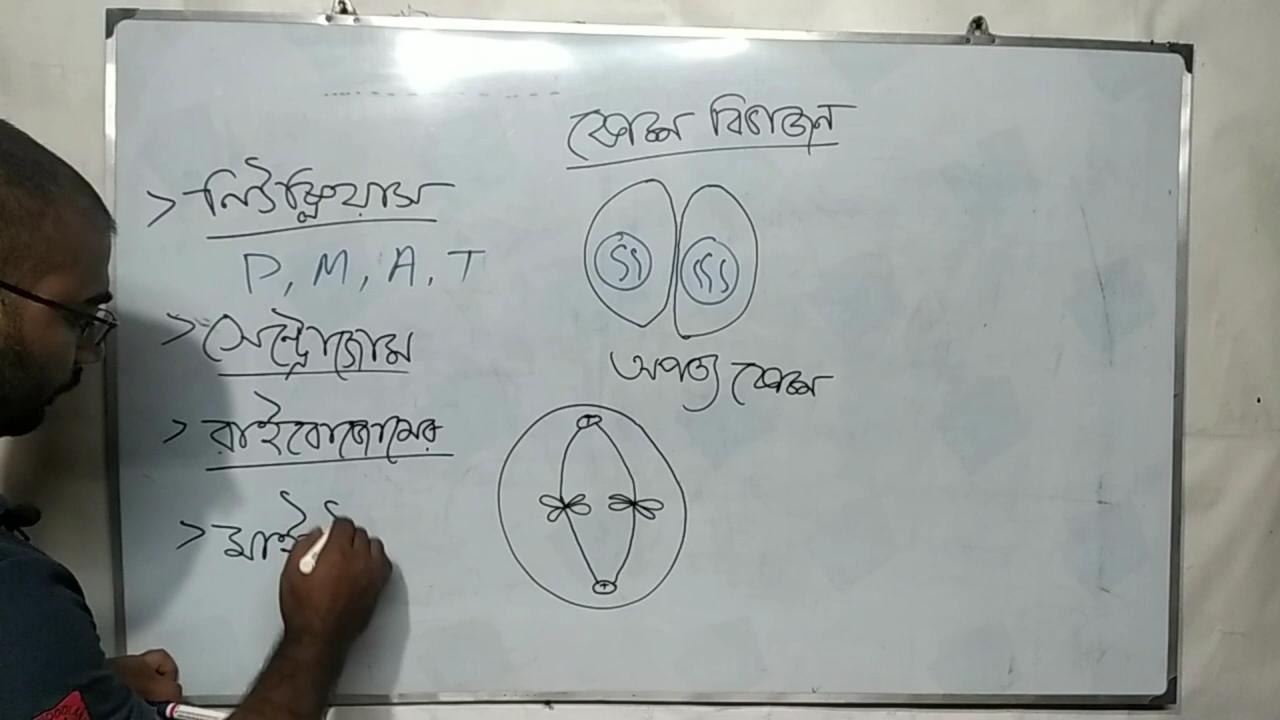 কোষ বিভাজন
> নিউক্লিয়াস
P, M, A, T
> সেন্ট্রোজোম
> রাইবোজোমের
> মাই
অপত্য কোষ